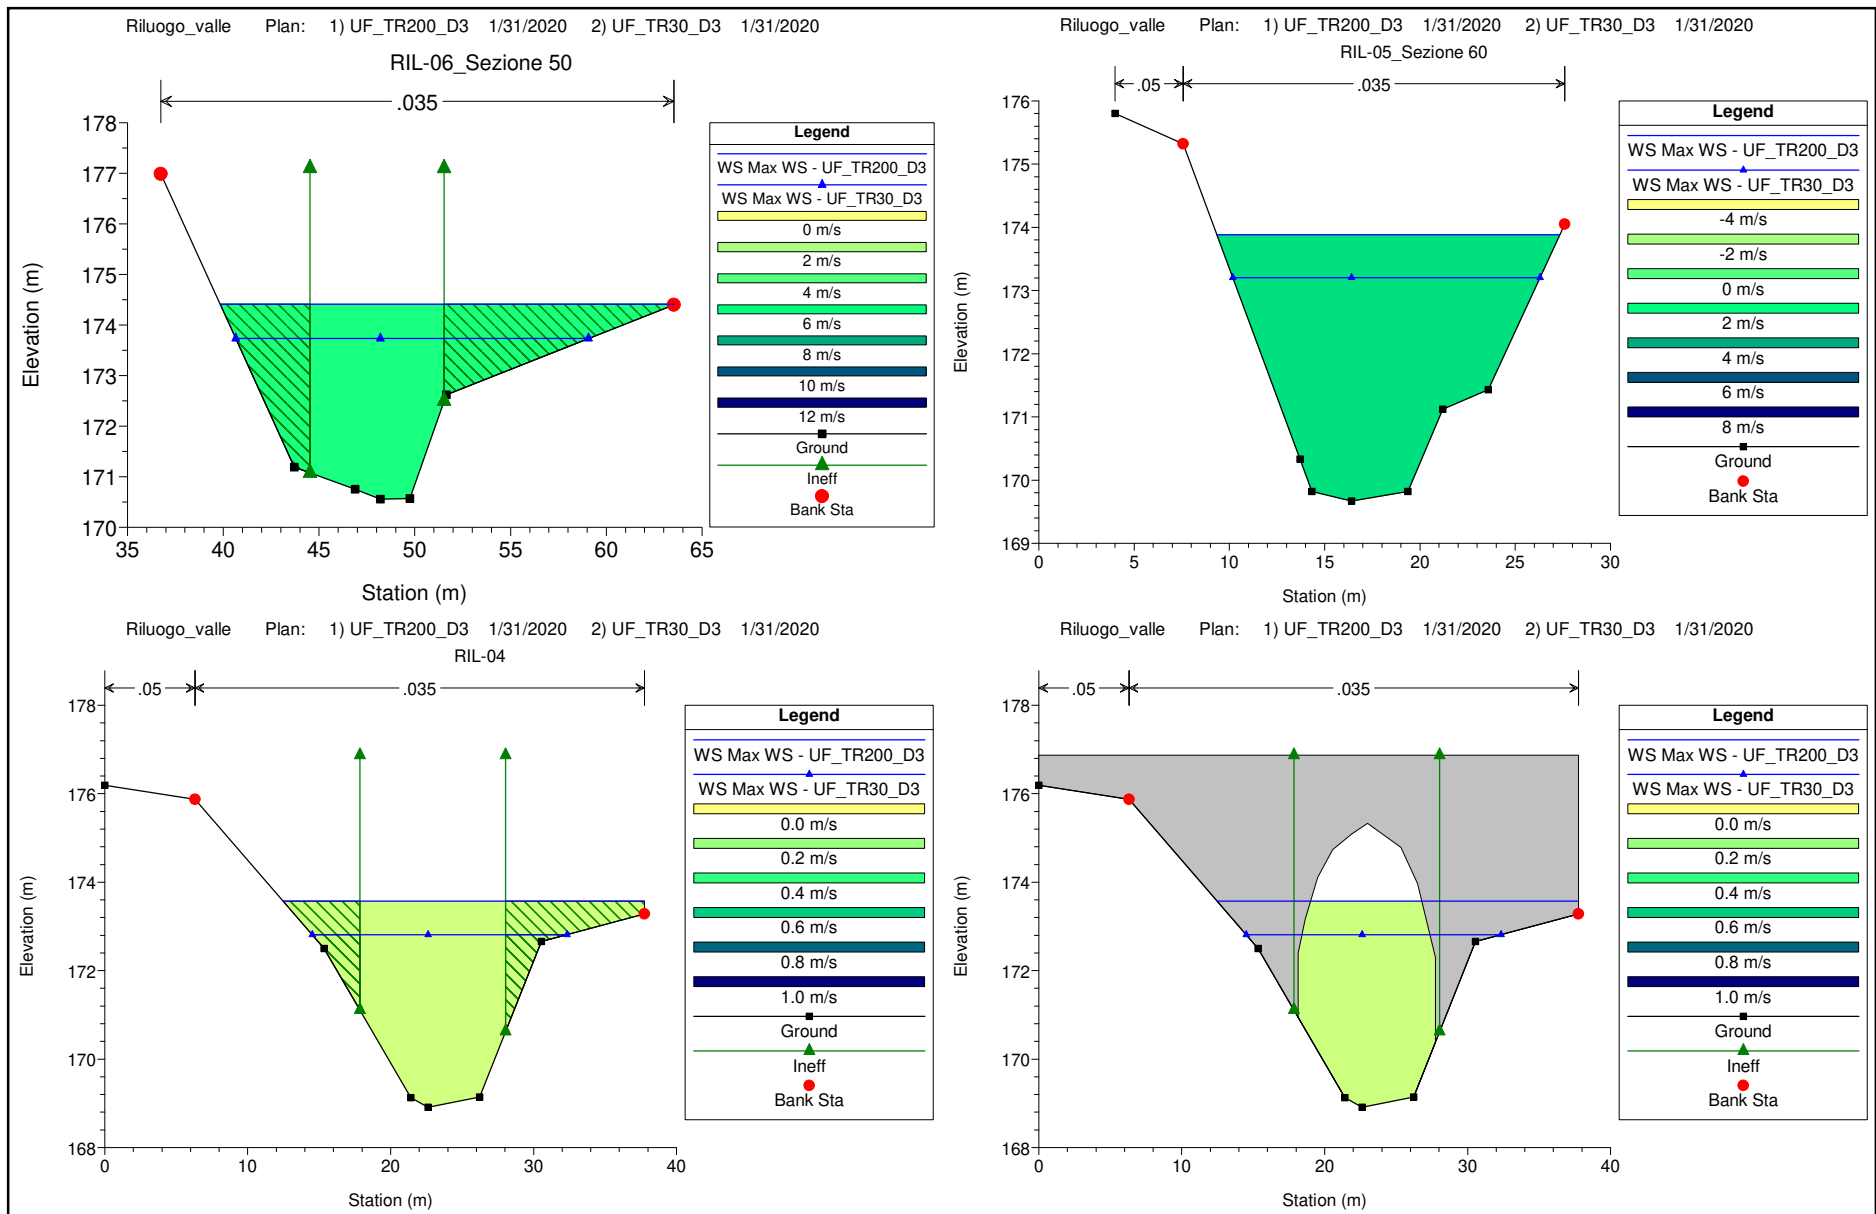 Riluogo_valle Plan: 1) UF_TR200_D3 1/31/2020 2) UF_TR30_D3 1/31/2020
RIL-06_Sezione 50
.035
178
177
176
175
174
173
172
171
170
35 40 45 50 55 60 65
Station (m)
Elevation (m)
Legend
WS Max WS - UF_TR200_D3
WS Max WS - UF_TR30_D3
0 m/s
2 m/s
4 m/s
6 m/s
8 m/s
10 m/s
12 m/s
Ground
Ineff
Bank Sta
Riluogo_valle Plan: 1) UF_TR200_D3 1/31/2020 2) UF_TR30_D3 1/31/2020
RIL-05_Sezione 60
.05 .035
176
175
174
173
172
171
170
169
0 5 10 15 20 25 30
Station (m)
Elevation (m)
Legend
WS Max WS - UF_TR200_D3
WS Max WS - UF_TR30_D3
-4 m/s
-2 m/s
0 m/s
2 m/s
4 m/s
6 m/s
8 m/s
Ground
Bank Sta
Riluogo_valle Plan: 1) UF_TR200_D3 1/31/2020 2) UF_TR30_D3 1/31/2020
RIL-04
.05 .035
178
176
174
172
170
168
0 10 20 30 40
Station (m)
Elevation (m)
Legend
WS Max WS - UF_TR200_D3
WS Max WS - UF_TR30_D3
0.0 m/s
0.2 m/s
0.4 m/s
0.6 m/s
0.8 m/s
1.0 m/s
Ground
Ineff
Bank Sta
Riluogo_valle Plan: 1) UF_TR200_D3 1/31/2020 2) UF_TR30_D3 1/31/2020
.05 .035
178
176
174
172
170
168
0 10 20 30 40
Station (m)
Elevation (m)
Legend
WS Max WS - UF_TR200_D3
WS Max WS - UF_TR30_D3
0.0 m/s
0.2 m/s
0.4 m/s
0.6 m/s
0.8 m/s
1.0 m/s
Ground
Ineff
Bank Sta